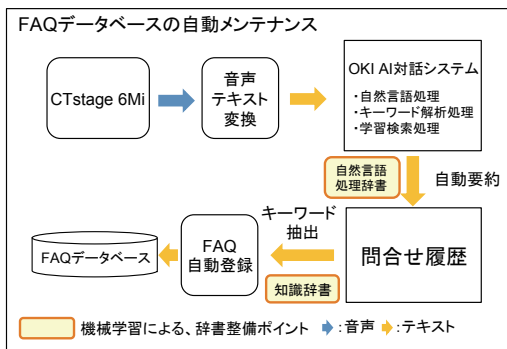 FAQデータベースの自動メンテナンス
CTstage 6Mi
音声
テキスト
変換
OKI AI対話システム
・自然言語処理
・キーワード解析処理
・学習検索処理
自然言語
処理辞書
自動要約
キーワード
抽出
FAQデータベース
FAQ
自動登録
知識辞書
問合せ履歴
機械学習による、辞書整備ポイント :音声 :テキスト